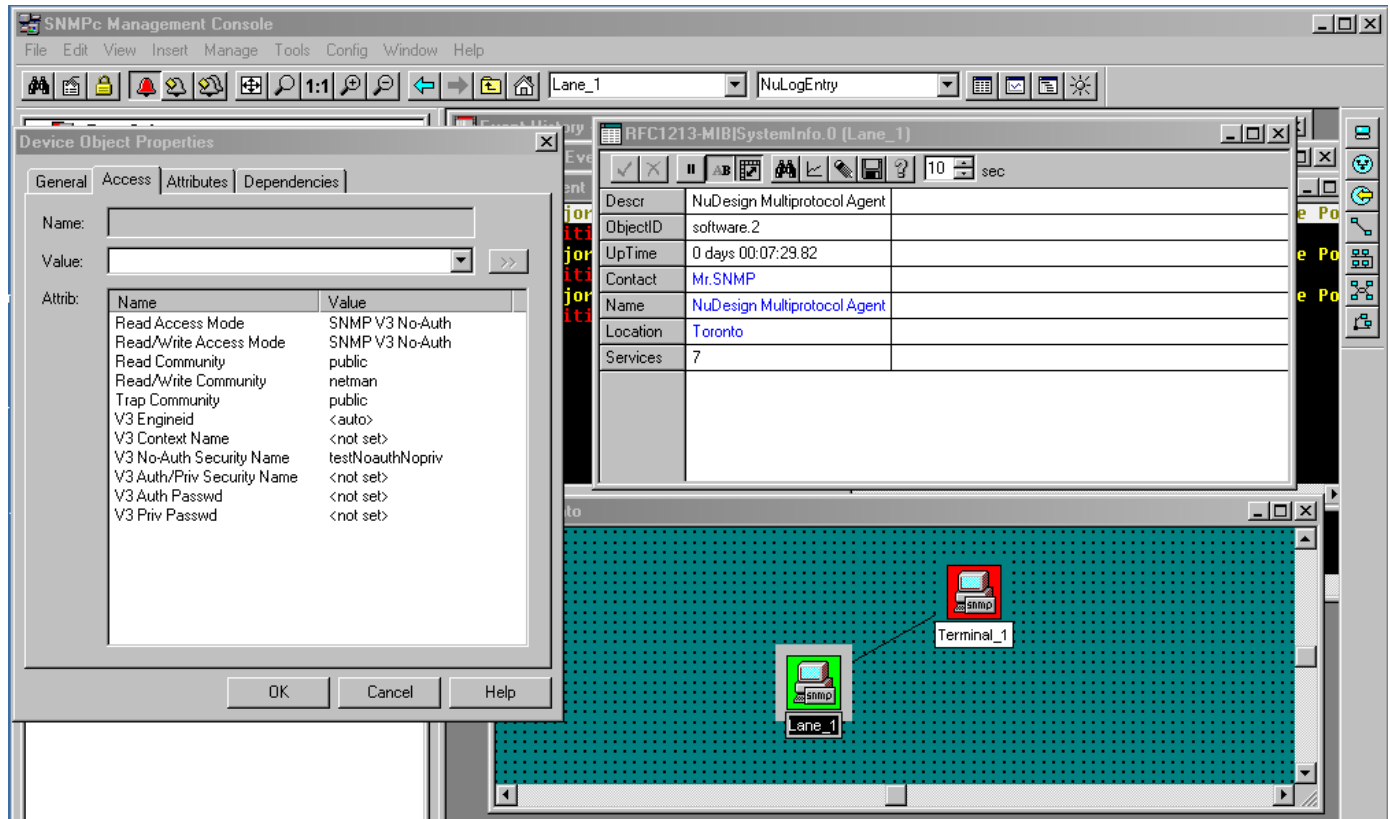 SNMPc Management Console
File Edit View Insert Manage Tools Config Window Help
1:1 Lane_1 NuLogEntry
Device Object Properties
General Access Attributes Dependencies
Name:
Value: >>
Attrib: Name Value
Read Access Mode SNMP V3 No-Auth
Read/Write Access Mode SNMP V3 No-Auth
Read Community public
Read/Write Community netman
Trap Community public
V3 Engineid <auto>
V3 Context Name <not set>
V3 No-Auth Security Name testNoauthNopriv
V3 Auth/Priv Security Name <not set>
V3 Auth Passwd <not set>
V3 Priv Passwd <not set>
OK Cancel Help
RFC1213-MIB|SystemInfo.0 (Lane_1)
AB ? 10 sec
Descr NuDesign Multiprotocol Agent
ObjectID software.2
UpTime 0 days 00:07:29.82
Contact Mr.SNMP
Name NuDesign Multiprotocol Agent
Location Toronto
Services 7
snmp
Terminal_1
snmp
Lane_1